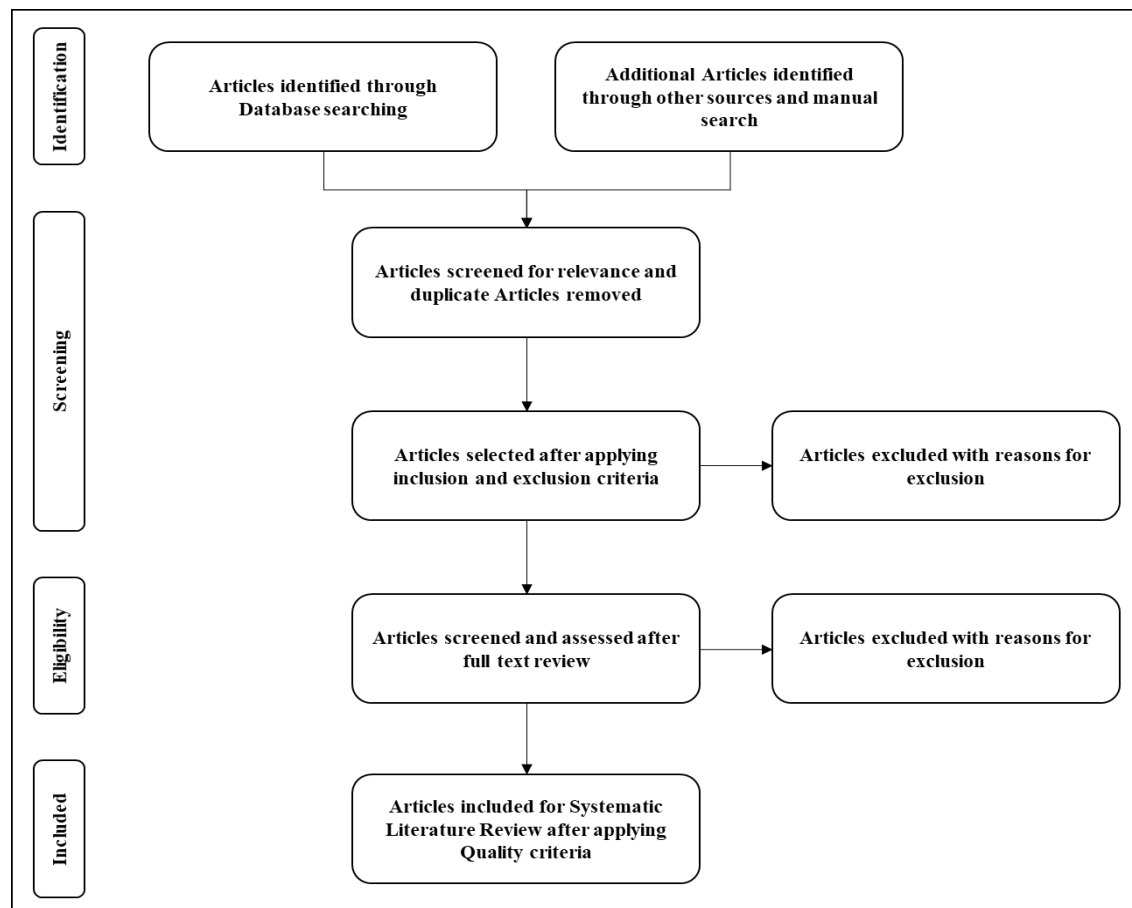 Identification
Articles identified through
Database searching
Additional Articles identified
through other sources and manual
search
Screening
Articles screened for relevance and
duplicate Articles removed
Articles selected after applying
inclusion and exclusion criteria
Articles excluded with reasons for
exclusion
Eligibility
Articles screened and assessed after
full text review
Articles excluded with reasons for
exclusion
Included
Articles included for Systematic
Literature Review after applying
Quality criteria